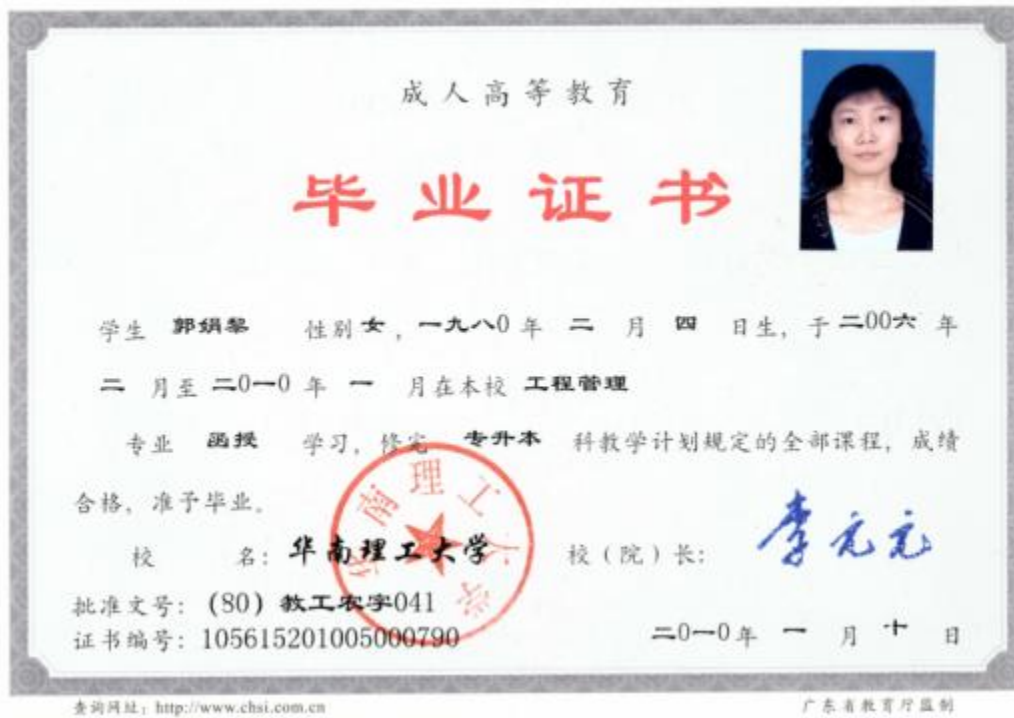 成人高等教育
毕业证书
学生 郭娟黎 性别 女，一九八0 年 二 月 四 日生，于 二00六 年
二 月至 二0一0 年 一 月在本校 工程管理
专业 函授 学习，修完 专升本 科教学计划规定的全部课程，成绩
合格，准予毕业。
华南理工大学
校 名：华南理工大学 校（院）长：李元元
批准文号：(80) 教工农字041
证书编号：105615201005000790 二0一0年 一 月 十 日
查询网址：http://www.chsi.com.cn 广东省教育厅监制